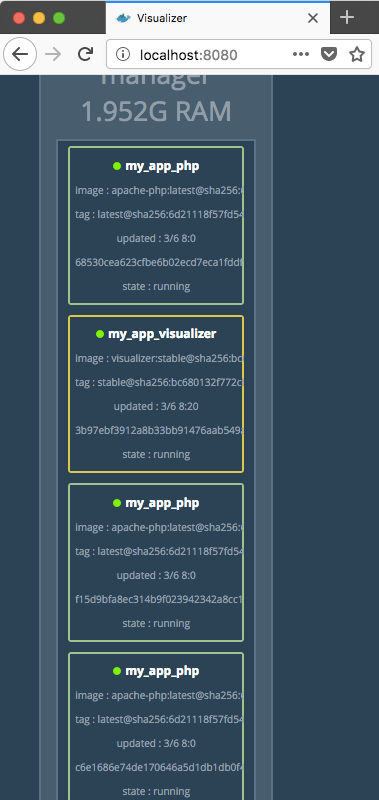 Visualizer
localhost:8080
manager
1.952G RAM
my_app_php
image : apache-php:latest@sha256:
tag : latest@sha256:6d21118f57fd54
updated : 3/6 8:0
68530cea623cfbe6b02ecd7eca1fddf
state : running
my_app_visualizer
image : visualizer:stable@sha256:bc
tag : stable@sha256:bc680132f772c
updated : 3/6 8:20
3b97ebf3912a8b33bb91476aab549a
state : running
my_app_php
image : apache-php:latest@sha256:
tag : latest@sha256:6d21118f57fd54
updated : 3/6 8:0
f15d9bfa8ec314b9f023942342a8cc1
state : running
my_app_php
image : apache-php:latest@sha256:
tag : latest@sha256:6d21118f57fd54
updated : 3/6 8:0
c6e1686e74de170646a5d1db1db0f4
state : running